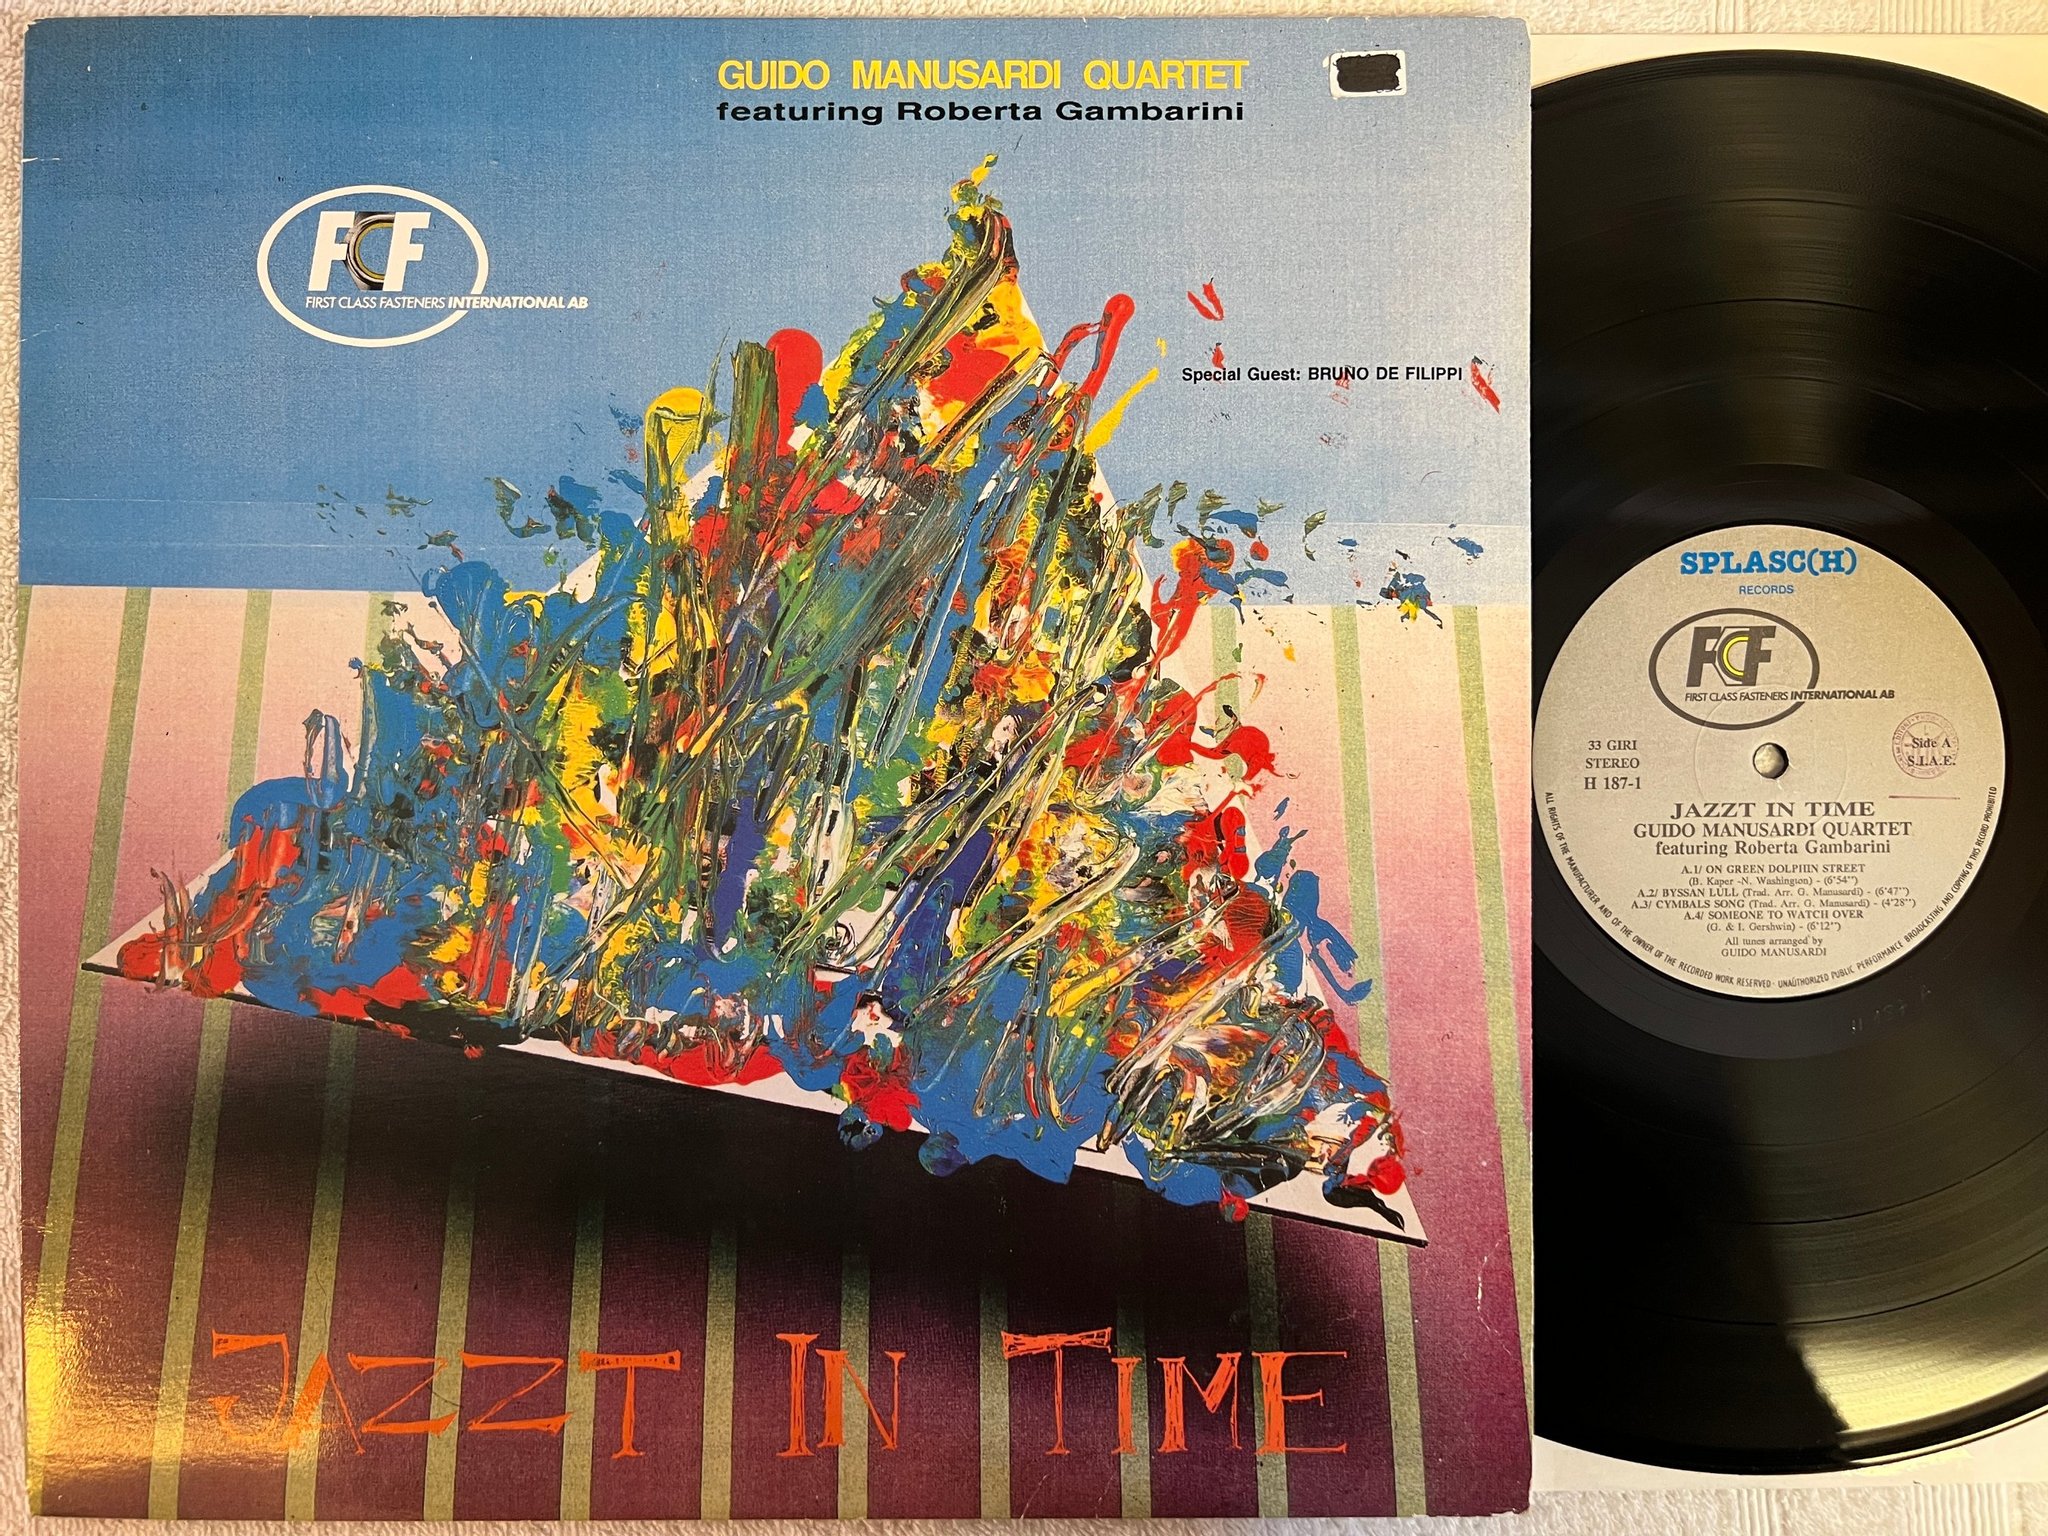 GUIDO MANUSARDI QUARTET
featuring Roberta Gambarini
FCF
FIRST CLASS FASTENERS INTERNATIONAL AB
Special Guest: BRUNO DE FILIPPI
JAZZT IN TIME
SPLASC(H)
RECORDS
FCF
FIRST CLASS FASTENERS INTERNATIONAL AB
33 GIRI
STEREO
H 187-1
Side A
S.I.A.E.
JAZZT IN TIME
GUIDO MANUSARDI QUARTET
featuring Roberta Gambarini
A.1/ ON GREEN DOLPHIN STREET
(B. Kaper -N. Washington) - (6'54'')
A.2/ BYSSAN LULL (Trad. Arr. G. Manusardi) - (6'47'')
A.3/ CYMBALS SONG (Trad. Arr. G. Manusardi) - (4'28'')
A.4/ SOMEONE TO WATCH OVER
(G. & I. Gershwin) - (6'12'')
All tunes arranged by
GUIDO MANUSARDI
ALL RIGHTS OF THE MANUFACTURER AND OF THE OWNER OF THE RECORDED WORK RESERVED · UNAUTHORIZED PUBLIC PERFORMANCE BROADCASTING AND COPYING OF THIS RECORD PROHIBITED